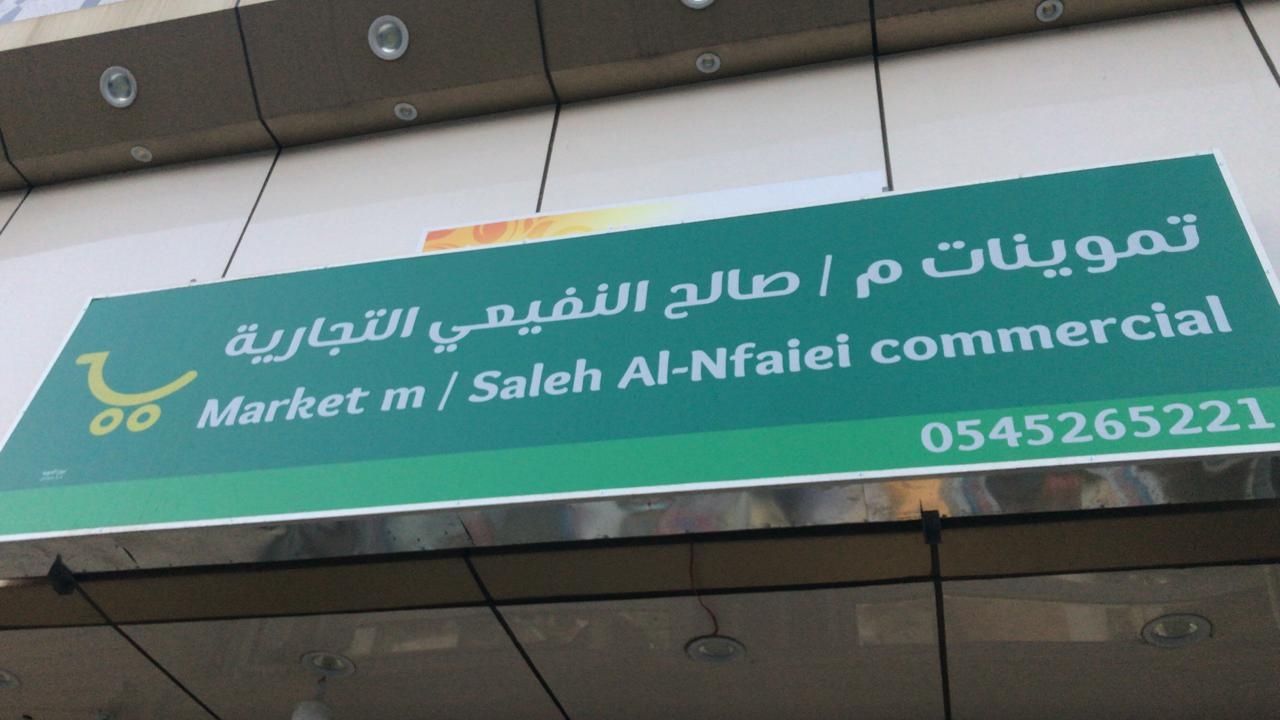 تموينات م / صالح النفيعي التجارية
Market m / Saleh Al-Nfaiei commercial
0545265221